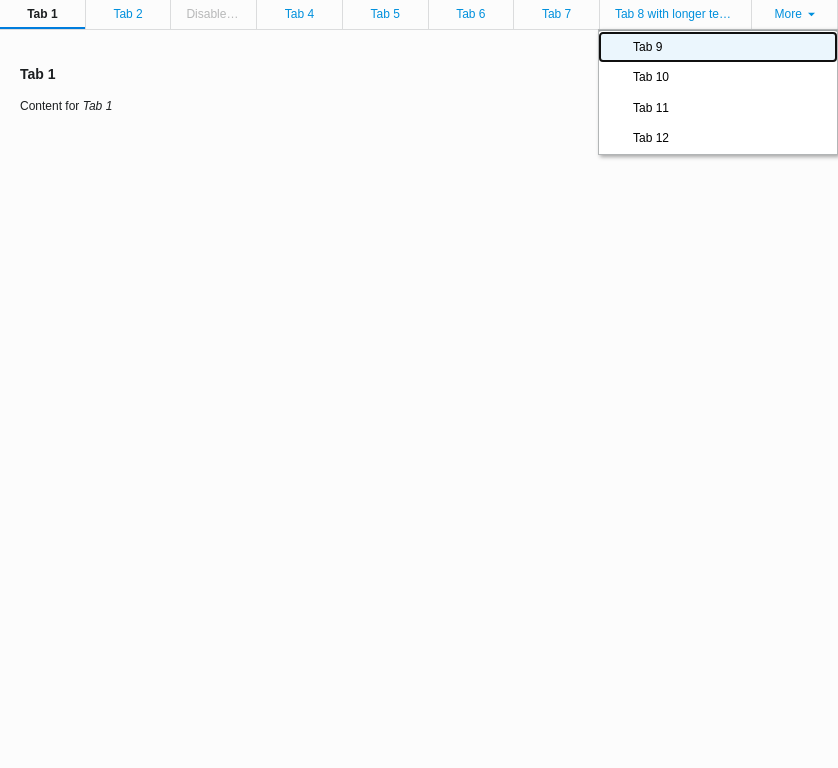 Tab 1 Tab 2 Disable… Tab 4 Tab 5 Tab 6 Tab 7 Tab 8 with longer te… More
Tab 9
Tab 10
Tab 11
Tab 12
Tab 1
Content for Tab 1